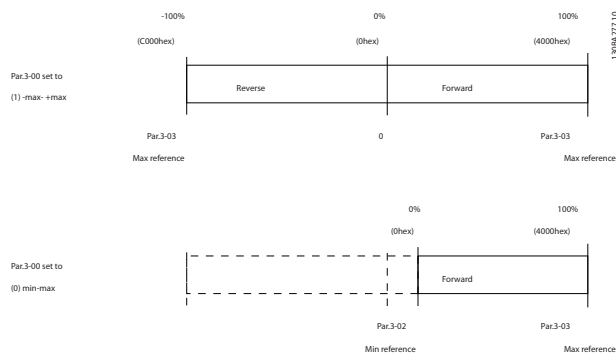 -100% 0% 100%
(C000hex) (0hex) (4000hex)
130BA277.10
Par.3-00 set to
(1) -max- +max
Reverse Forward
Par.3-03 0 Par.3-03
Max reference Max reference
0% 100%
(0hex) (4000hex)
Par.3-00 set to
(0) min-max
Forward
Par.3-02 Par.3-03
Min reference Max reference